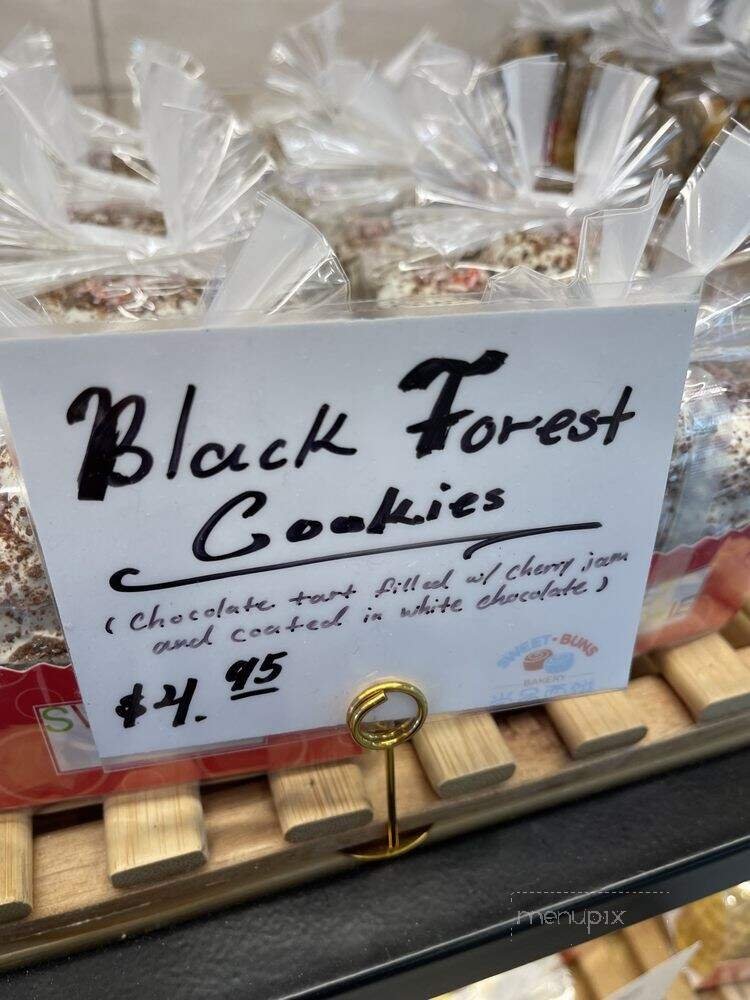 Black Forest
Cookies
(Chocolate tart filled w/ cherry jam
and coated in white chocolate)
$4.95
SWEET-BUNS
BAKERY
menupix